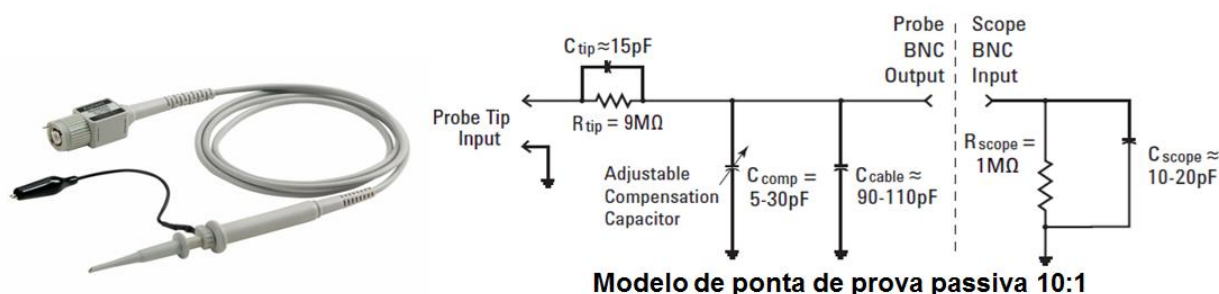 C tip ≈15pF
R tip = 9MΩ
Probe Tip
Input
Adjustable
Compensation
Capacitor
C comp =
5-30pF
C cable ≈
90-110pF
Probe
BNC
Output
Scope
BNC
Input
R scope =
1MΩ
C scope ≈
10-20pF
Modelo de ponta de prova passiva 10:1